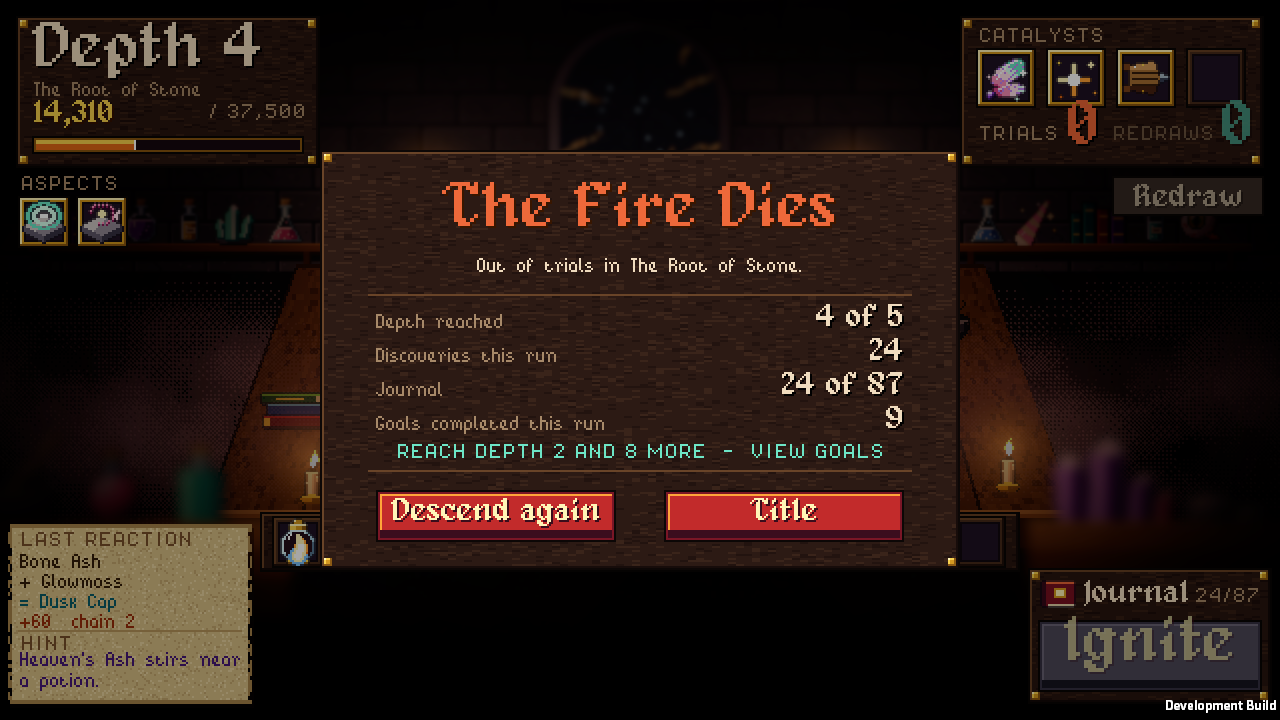 Depth 4
The Root of Stone
14,310 / 37,500
ASPECTS
CATALYSTS
TRIALS 0 REDRAWS 0
Redraw
The Fire Dies
Out of trials in The Root of Stone.
Depth reached 4 of 5
Discoveries this run 24
Journal 24 of 87
Goals completed this run 9
REACH DEPTH 2 AND 8 MORE - VIEW GOALS
Descend again Title
LAST REACTION
Bone Ash
+ Glowmoss
= Dusk Cap
+60 chain 2
HINT
Heaven's Ash stirs near
a potion.
Journal 24/87
Ignite
Development Build